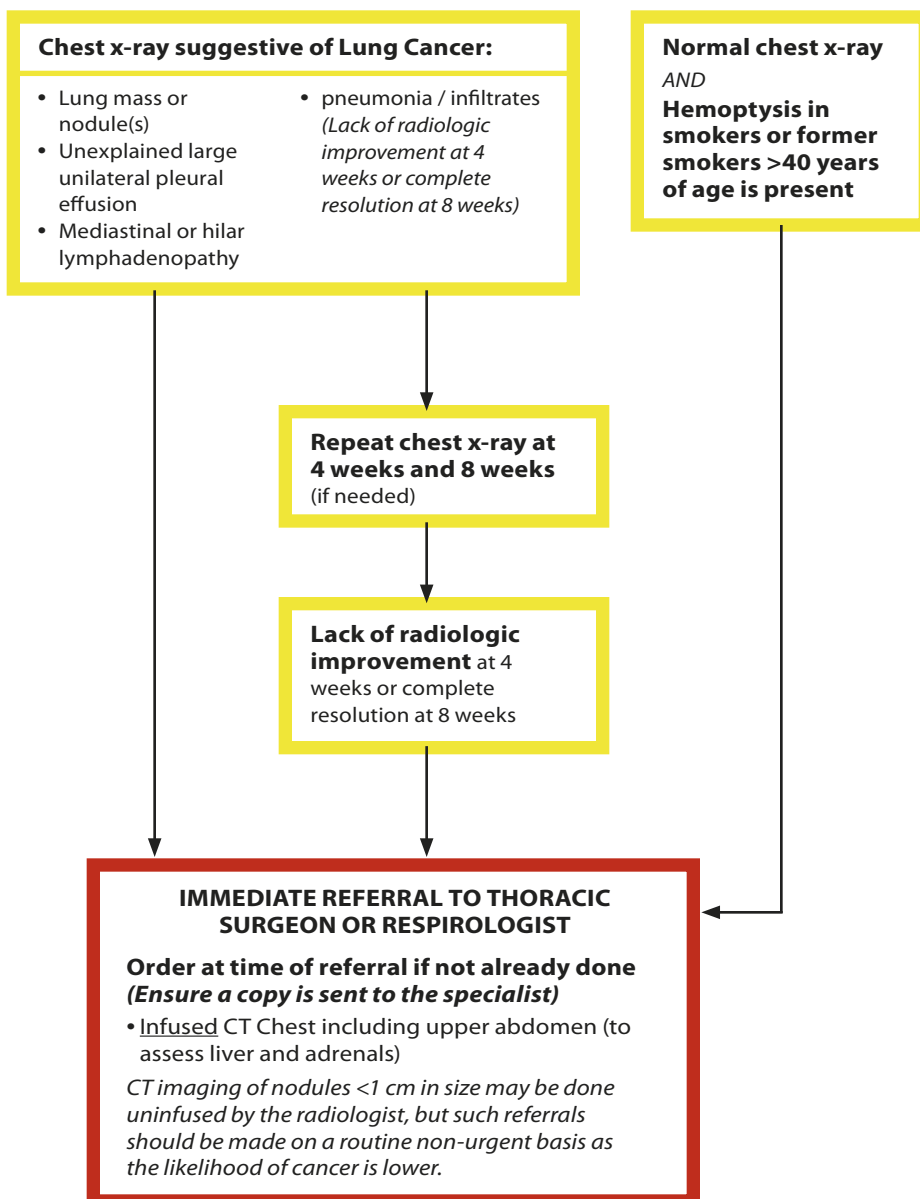 Chest x-ray suggestive of Lung Cancer:
• Lung mass or
nodule(s)
• Unexplained large
unilateral pleural
effusion
• Mediastinal or hilar
lymphadenopathy
• pneumonia / infiltrates
(Lack of radiologic
improvement at 4
weeks or complete
resolution at 8 weeks)
Normal chest x-ray
AND
Hemoptysis in
smokers or former
smokers >40 years
of age is present
Repeat chest x-ray at
4 weeks and 8 weeks
(if needed)
Lack of radiologic
improvement at 4
weeks or complete
resolution at 8 weeks
IMMEDIATE REFERRAL TO THORACIC
SURGEON OR RESPIROLOGIST
Order at time of referral if not already done
(Ensure a copy is sent to the specialist)
• Infused CT Chest including upper abdomen (to
assess liver and adrenals)
CT imaging of nodules <1 cm in size may be done
uninfused by the radiologist, but such referrals
should be made on a routine non-urgent basis as
the likelihood of cancer is lower.